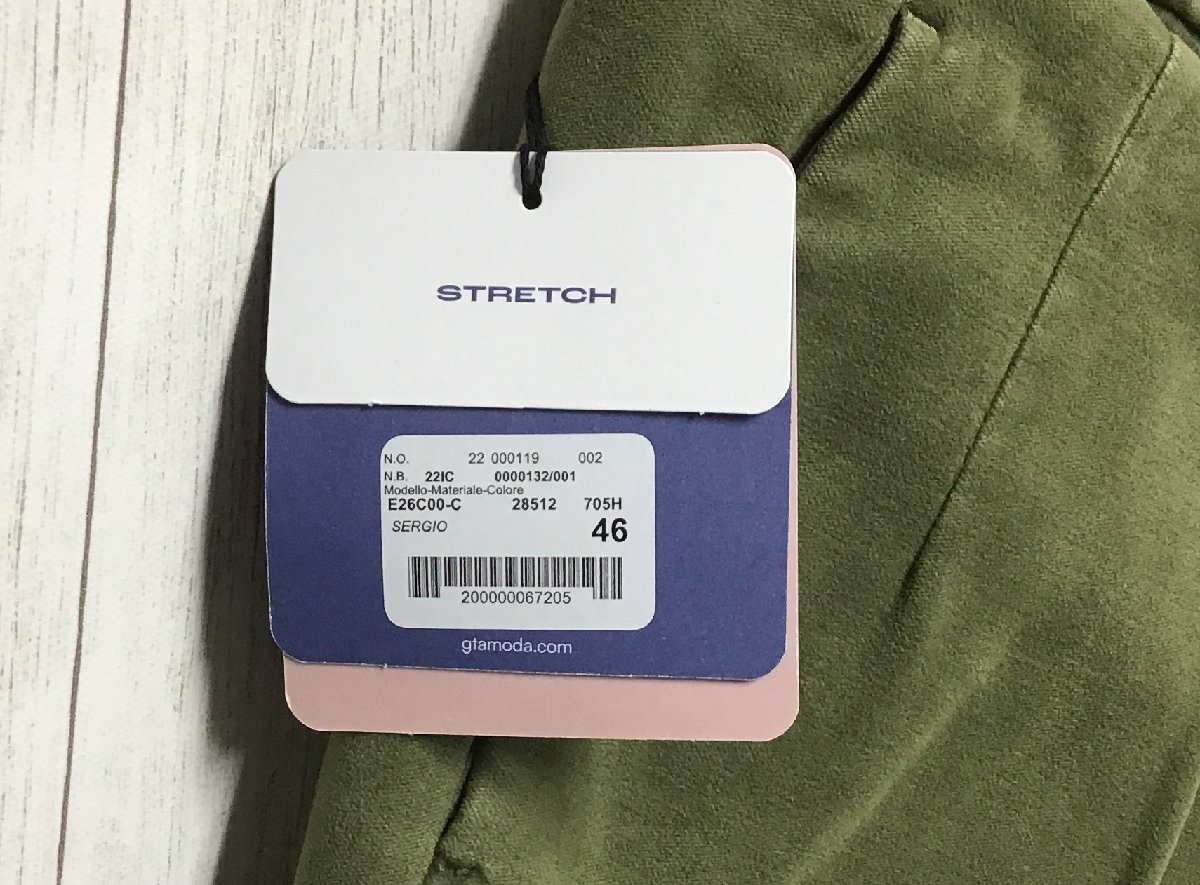 STRETCH
N.O. 22 000119 002
N.B. 22IC 0000132/001
Modello-Materiale-Colore
E26C00-C 28512 705H
SERGIO 46
200000067205
gtamoda.com